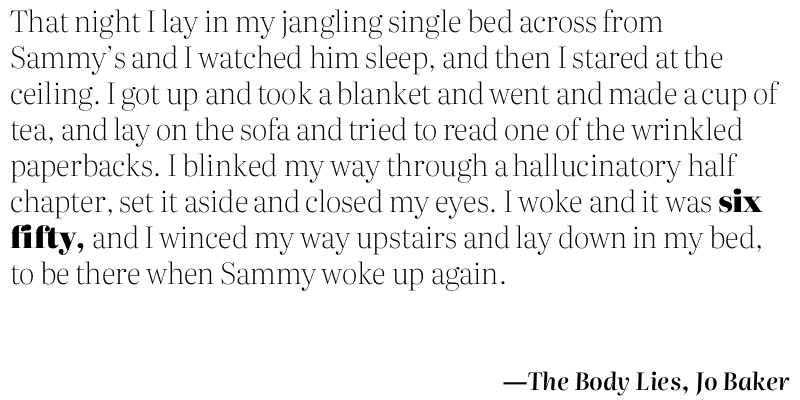 That night I lay in my jangling single bed across from
Sammy’s and I watched him sleep, and then I stared at the
ceiling. I got up and took a blanket and went and made a cup of
tea, and lay on the sofa and tried to read one of the wrinkled
paperbacks. I blinked my way through a hallucinatory half
chapter, set it aside and closed my eyes. I woke and it was six
fifty, and I winced my way upstairs and lay down in my bed,
to be there when Sammy woke up again.
—The Body Lies, Jo Baker